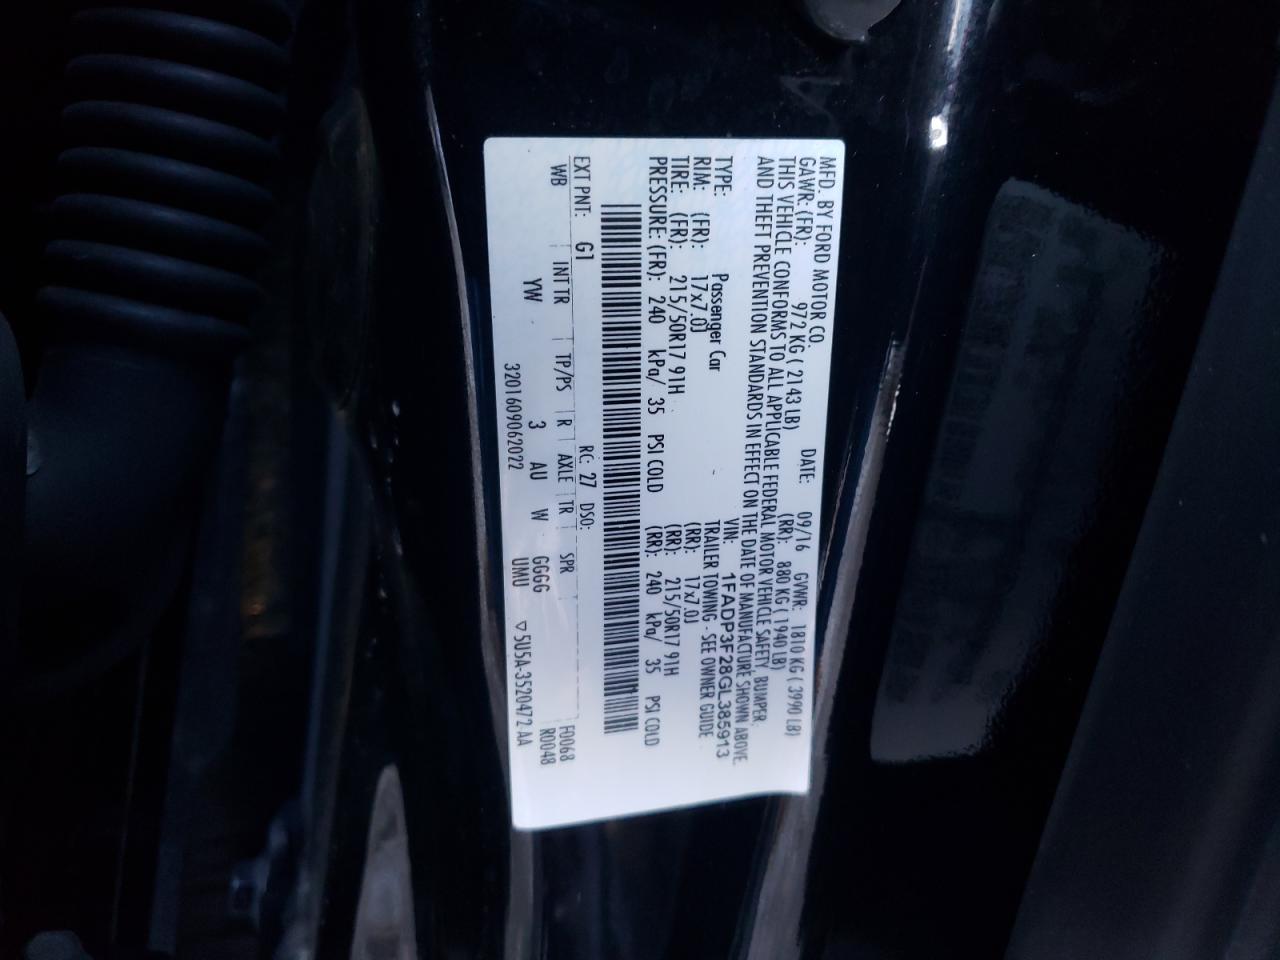 MFD. BY FORD MOTOR CO.
DATE: 09/16 GVWR: 1810 KG ( 3990 LB)
GAWR: (FR): 972 KG ( 2143 LB) (RR): 880 KG ( 1940 LB)
THIS VEHICLE CONFORMS TO ALL APPLICABLE FEDERAL MOTOR VEHICLE SAFETY, BUMPER,
AND THEFT PREVENTION STANDARDS IN EFFECT ON THE DATE OF MANUFACTURE SHOWN ABOVE.
VIN: 1FADP3F28GL385913
TYPE: Passenger Car TRAILER TOWING - SEE OWNER GUIDE
RIM: (FR): 17x7.0J (RR): 17x7.0J
TIRE: (FR): 215/50R17 91H (RR): 215/50R17 91H
PRESSURE: (FR): 240 kPa/ 35 PSI COLD (RR): 240 kPa/ 35 PSI COLD
EXT PNT: G1 RC: 27 DSO: F0068
WB INT TR TP/PS R AXLE TR SPR R0048
YW 3 AU W GGGG
UMU
3201609062022 ▽ 5U5A-3520472 AA